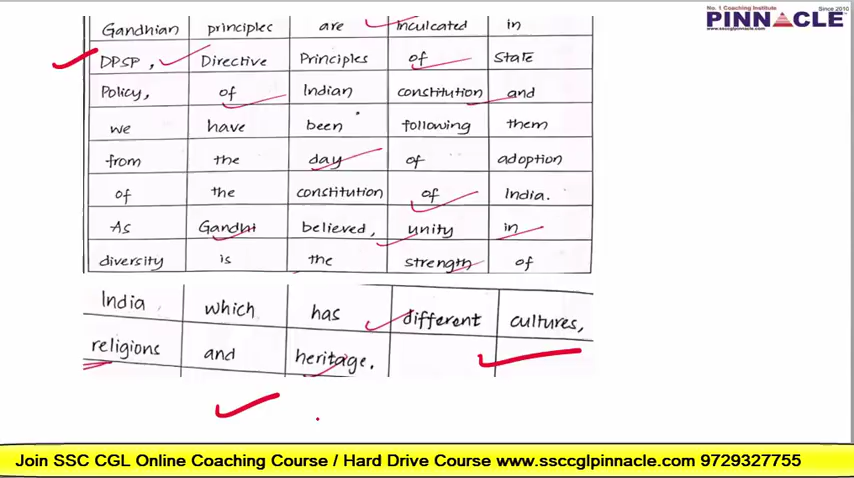 No. 1 Coaching Institute
Since 2010
PINNACLE
www.ssccglpinnacle.com
Gandhian principles are inculcated in
DPSP, Directive Principles of State
Policy, of Indian constitution and
we have been following them
from the day of adoption
of the constitution of India.
As Gandhi believed, unity in
diversity is the strength of
India which has different cultures,
religions and heritage.
Join SSC CGL Online Coaching Course / Hard Drive Course www.ssccglpinnacle.com 9729327755